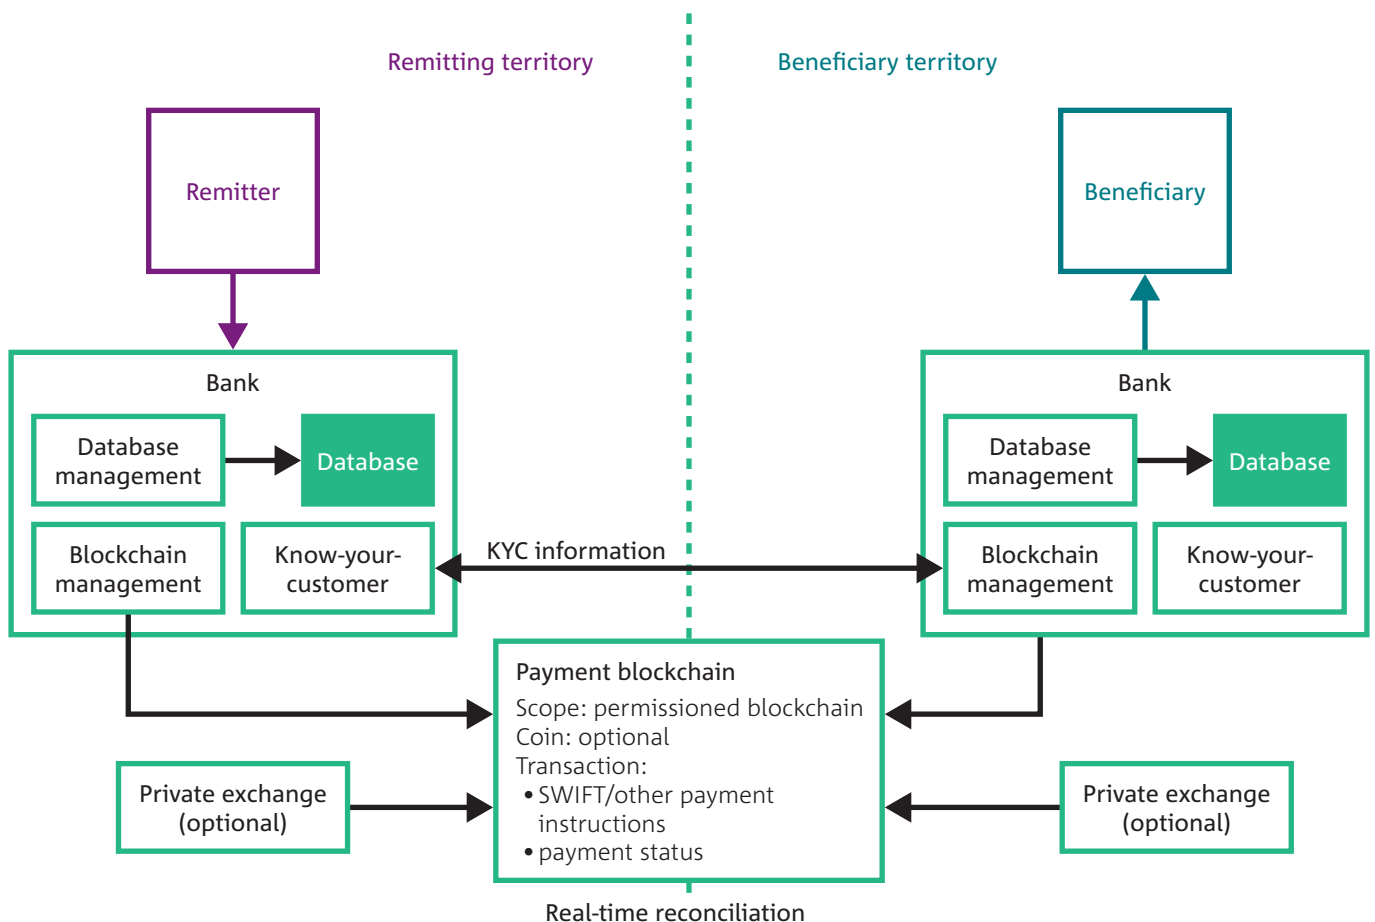 Remitting territory
Beneficiary territory
Remitter
Beneficiary
Bank
Database
management
Database
Blockchain
management
Know-your-
customer
KYC information
Bank
Database
management
Database
Blockchain
management
Know-your-
customer
Payment blockchain
Scope: permissioned blockchain
Coin: optional
Transaction:
• SWIFT/other payment
instructions
• payment status
Private exchange
(optional)
Private exchange
(optional)
Real-time reconciliation